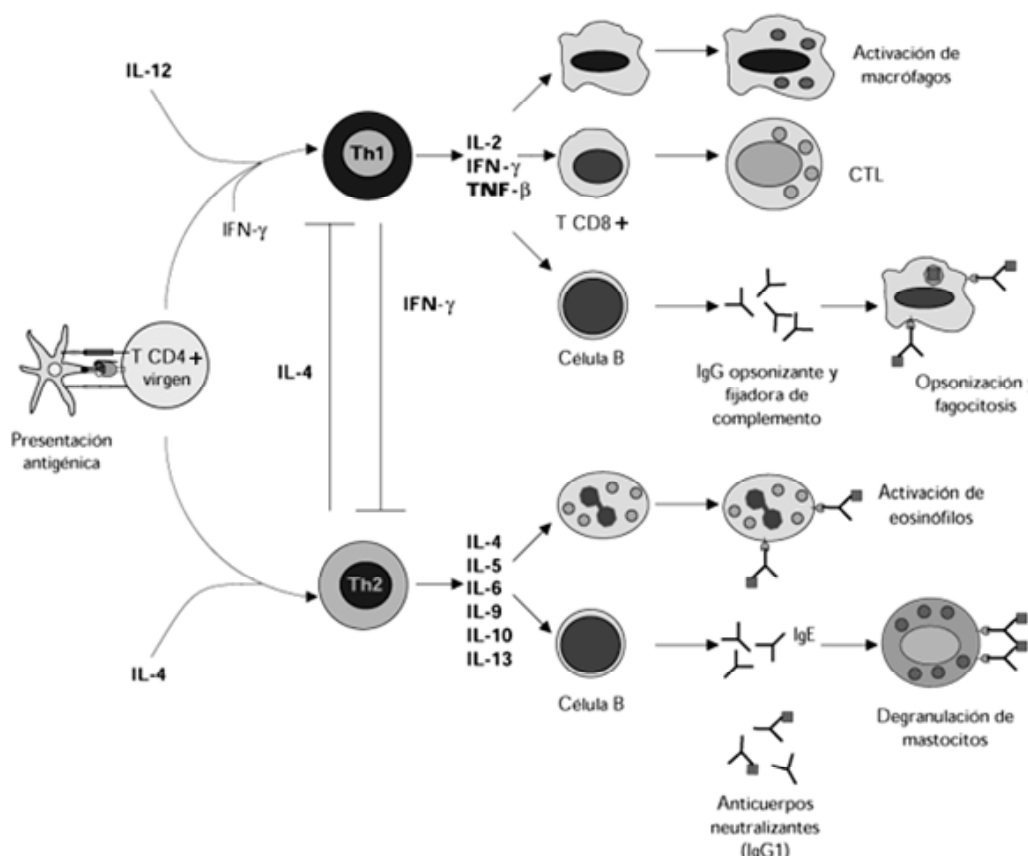 IL-12
IFN-γ
Th1
IL-2
IFN-γ
TNF-β
Activación de
macrófagos
T CD8+
CTL
Célula B
IgG opsonizante y
fijadora de
complemento
Opsonización y
fagocitosis
IFN-γ
IL-4
T CD4+
virgen
Presentación
antigénica
IL-4
Th2
IL-4
IL-5
IL-6
IL-9
IL-10
IL-13
Activación de
eosinófilos
Célula B
IgE
Degranulación de
mastocitos
Anticuerpos
neutralizantes
(IgG1)